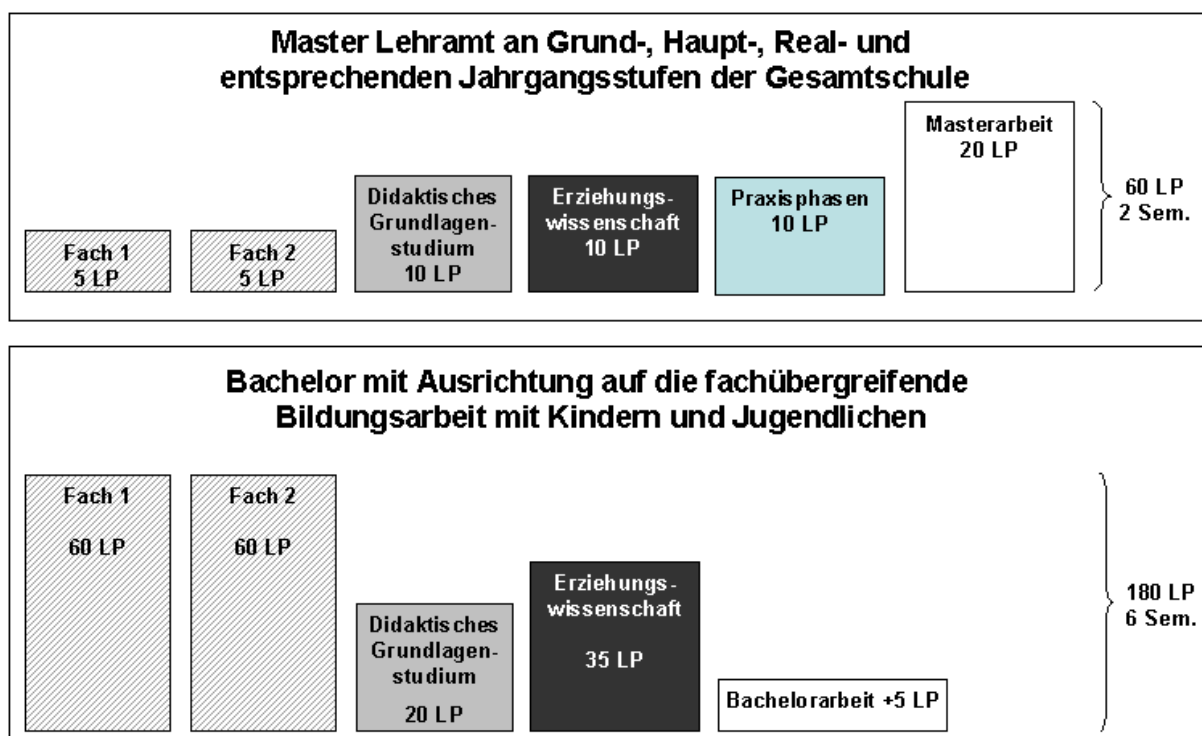 Master Lehramt an Grund-, Haupt-, Real- und
entsprechenden Jahrgangsstufen der Gesamtschule
Fach 1
5 LP
Fach 2
5 LP
Didaktisches
Grundlagen-
studium
10 LP
Erziehungs-
wissenschaft
10 LP
Praxisphasen
10 LP
Masterarbeit
20 LP
60 LP
2 Sem.
Bachelor mit Ausrichtung auf die fachübergreifende
Bildungsarbeit mit Kindern und Jugendlichen
Fach 1
60 LP
Fach 2
60 LP
Didaktisches
Grundlagen-
studium
20 LP
Erziehungs-
wissenschaft
35 LP
Bachelorarbeit +5 LP
180 LP
6 Sem.